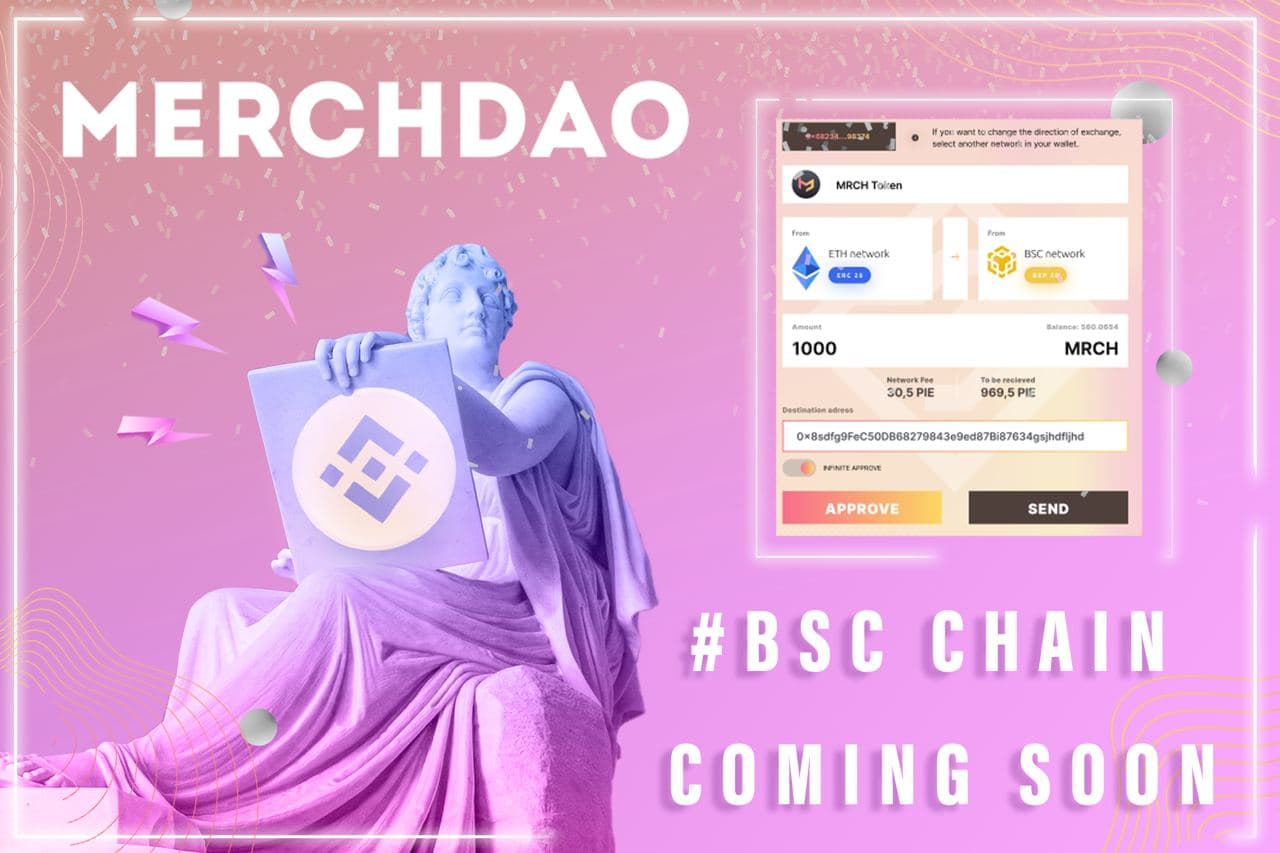 MERCHDAO
0×68234...98374
If you want to change the direction of exchange,
select another network in your wallet.
MRCH Token
From
ETH network
ERC 20
→
From
BSC network
BEP 20
Amount
Balance: 560.0654
1000
MRCH
Network Fee
30,5 PIE
To be recieved
969,5 PIE
Destination adress
0×8sdfg9FeC50DB68279843e9ed87Bi87634gsjhdfljhd
INFINITE APPROVE
APPROVE
SEND
#BSC CHAIN
COMING SOON